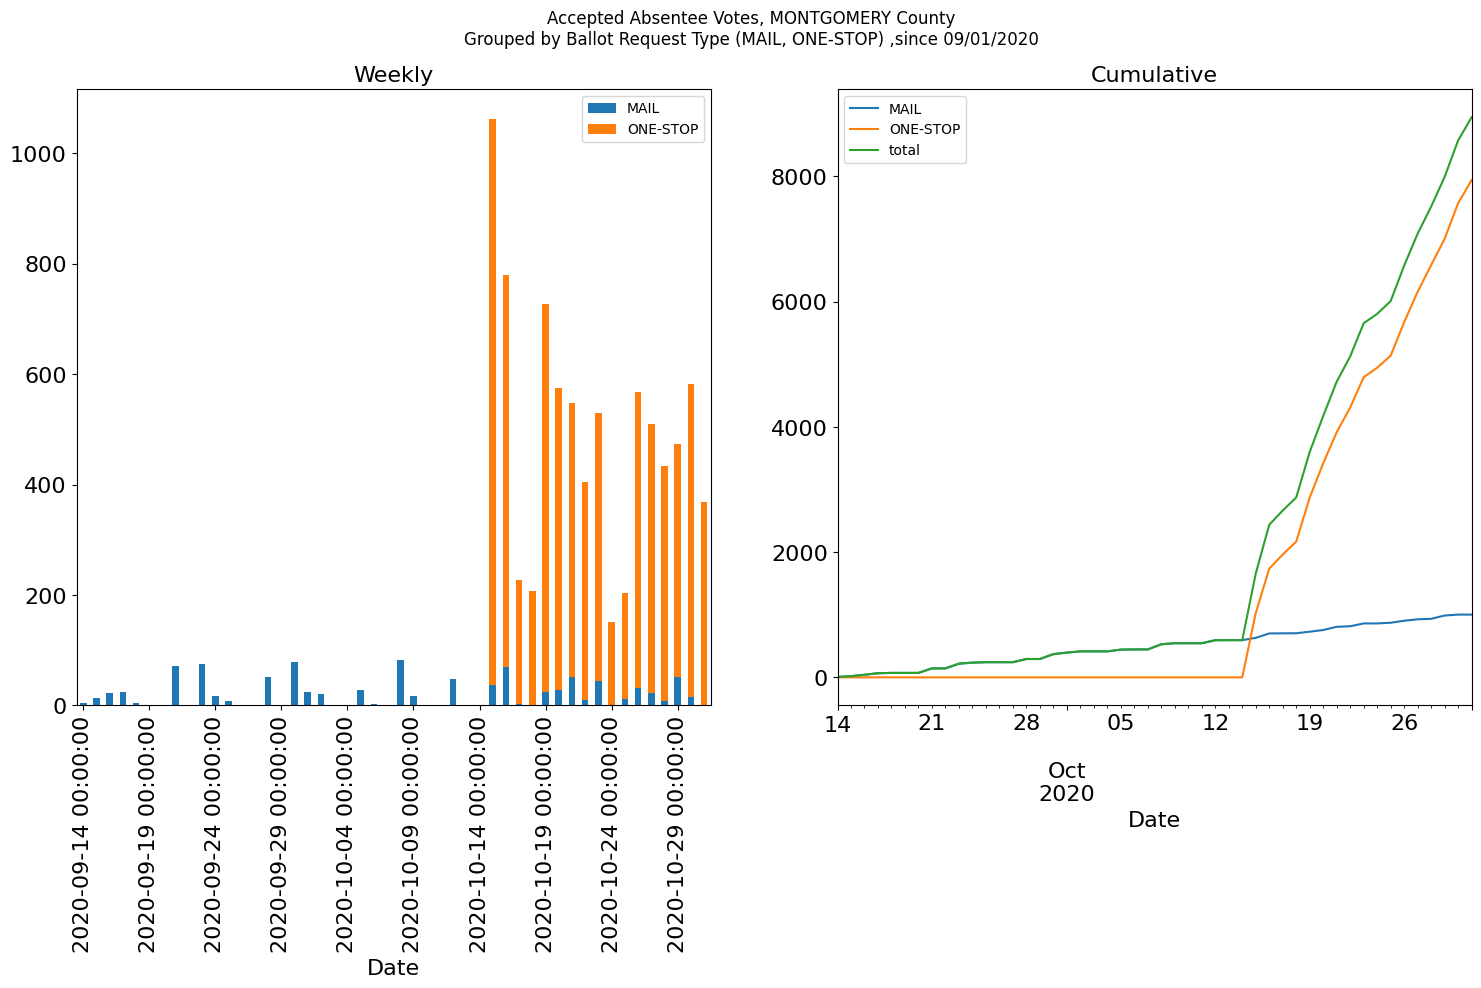 Accepted Absentee Votes, MONTGOMERY County
Grouped by Ballot Request Type (MAIL, ONE-STOP) ,since 09/01/2020
Weekly
MAIL
ONE-STOP
1000
800
600
400
200
0
2020-09-14 00:00:00
2020-09-19 00:00:00
2020-09-24 00:00:00
2020-09-29 00:00:00
2020-10-04 00:00:00
2020-10-09 00:00:00
2020-10-14 00:00:00
2020-10-19 00:00:00
2020-10-24 00:00:00
2020-10-29 00:00:00
Date
Cumulative
MAIL
ONE-STOP
total
8000
6000
4000
2000
0
14 21 28 05 12 19 26
Oct
2020
Date